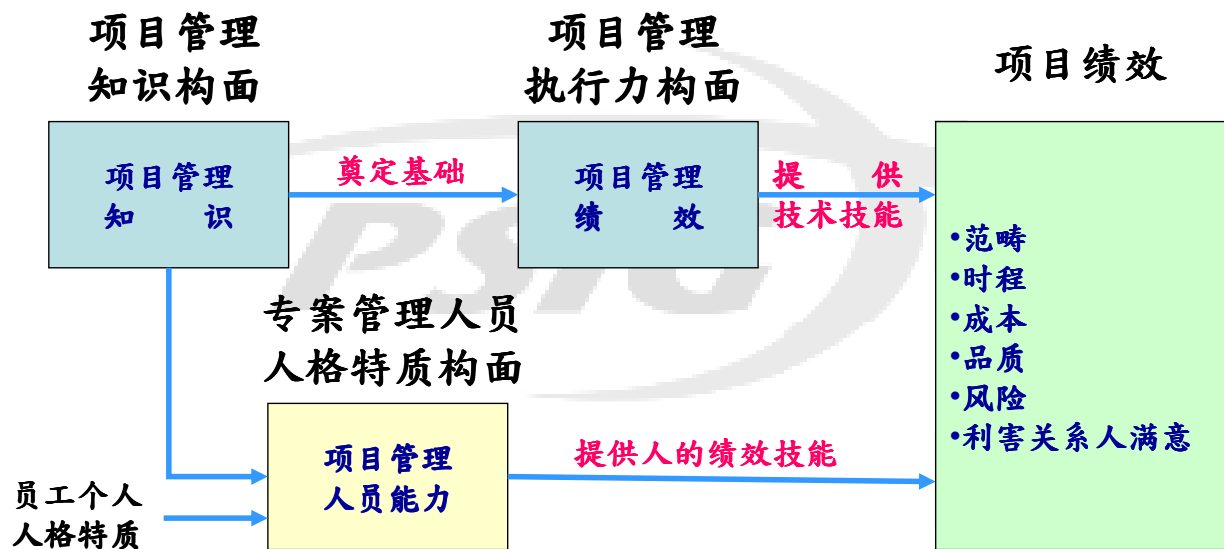 项目管理
知识构面
项目管理
执行力构面
项目绩效
项目管理
知 识
奠定基础
项目管理
绩 效
提 供
技术技能
•范畴
•时程
•成本
•品质
•风险
•利害关系人满意
PSIG
专案管理人员
人格特质构面
项目管理
人员能力
提供人的绩效技能
员工个人
人格特质